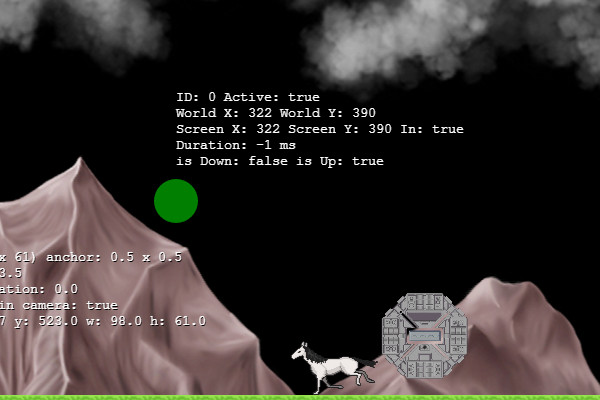 ID: 0 Active: true
World X: 322 World Y: 390
Screen X: 322 Screen Y: 390 In: true
Duration: -1 ms
is Down: false is Up: true
x 61) anchor: 0.5 x 0.5
3.5
ation: 0.0
in camera: true
7 y: 523.0 w: 98.0 h: 61.0